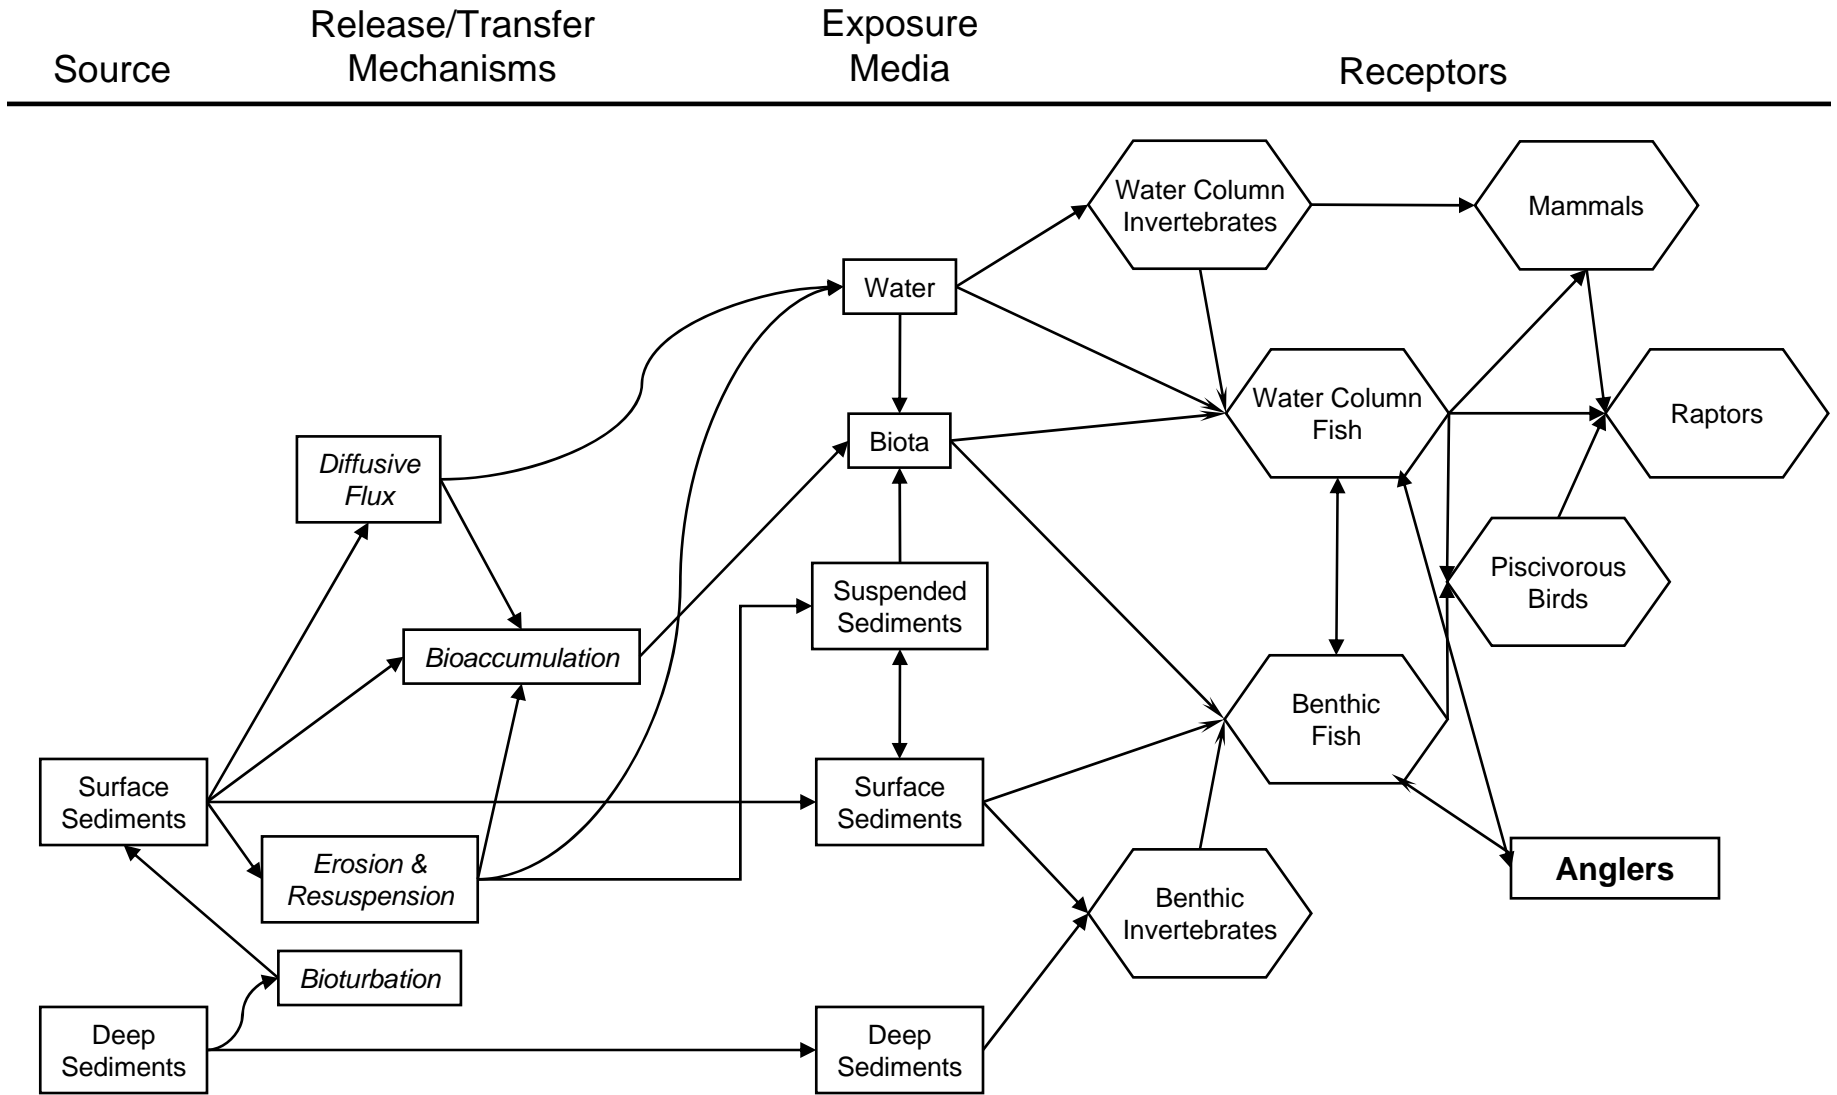 Source
Release/Transfer
Mechanisms
Exposure
Media
Receptors
Water Column
Invertebrates
Mammals
Water
Water Column
Fish
Raptors
Biota
Diffusive
Flux
Piscivorous
Birds
Suspended
Sediments
Bioaccumulation
Benthic
Fish
Surface
Sediments
Surface
Sediments
Erosion &
Resuspension
Anglers
Benthic
Invertebrates
Bioturbation
Deep
Sediments
Deep
Sediments